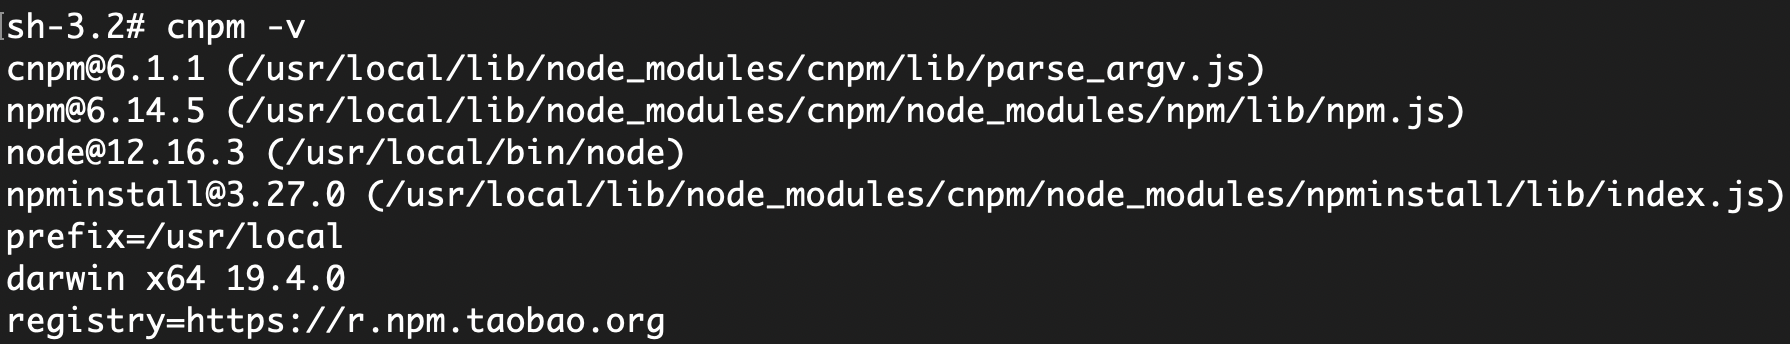 sh-3.2# cnpm -v
cnpm@6.1.1 (/usr/local/lib/node_modules/cnpm/lib/parse_argv.js)
npm@6.14.5 (/usr/local/lib/node_modules/cnpm/node_modules/npm/lib/npm.js)
node@12.16.3 (/usr/local/bin/node)
npminstall@3.27.0 (/usr/local/lib/node_modules/cnpm/node_modules/npminstall/lib/index.js)
prefix=/usr/local
darwin x64 19.4.0
registry=https://r.npm.taobao.org